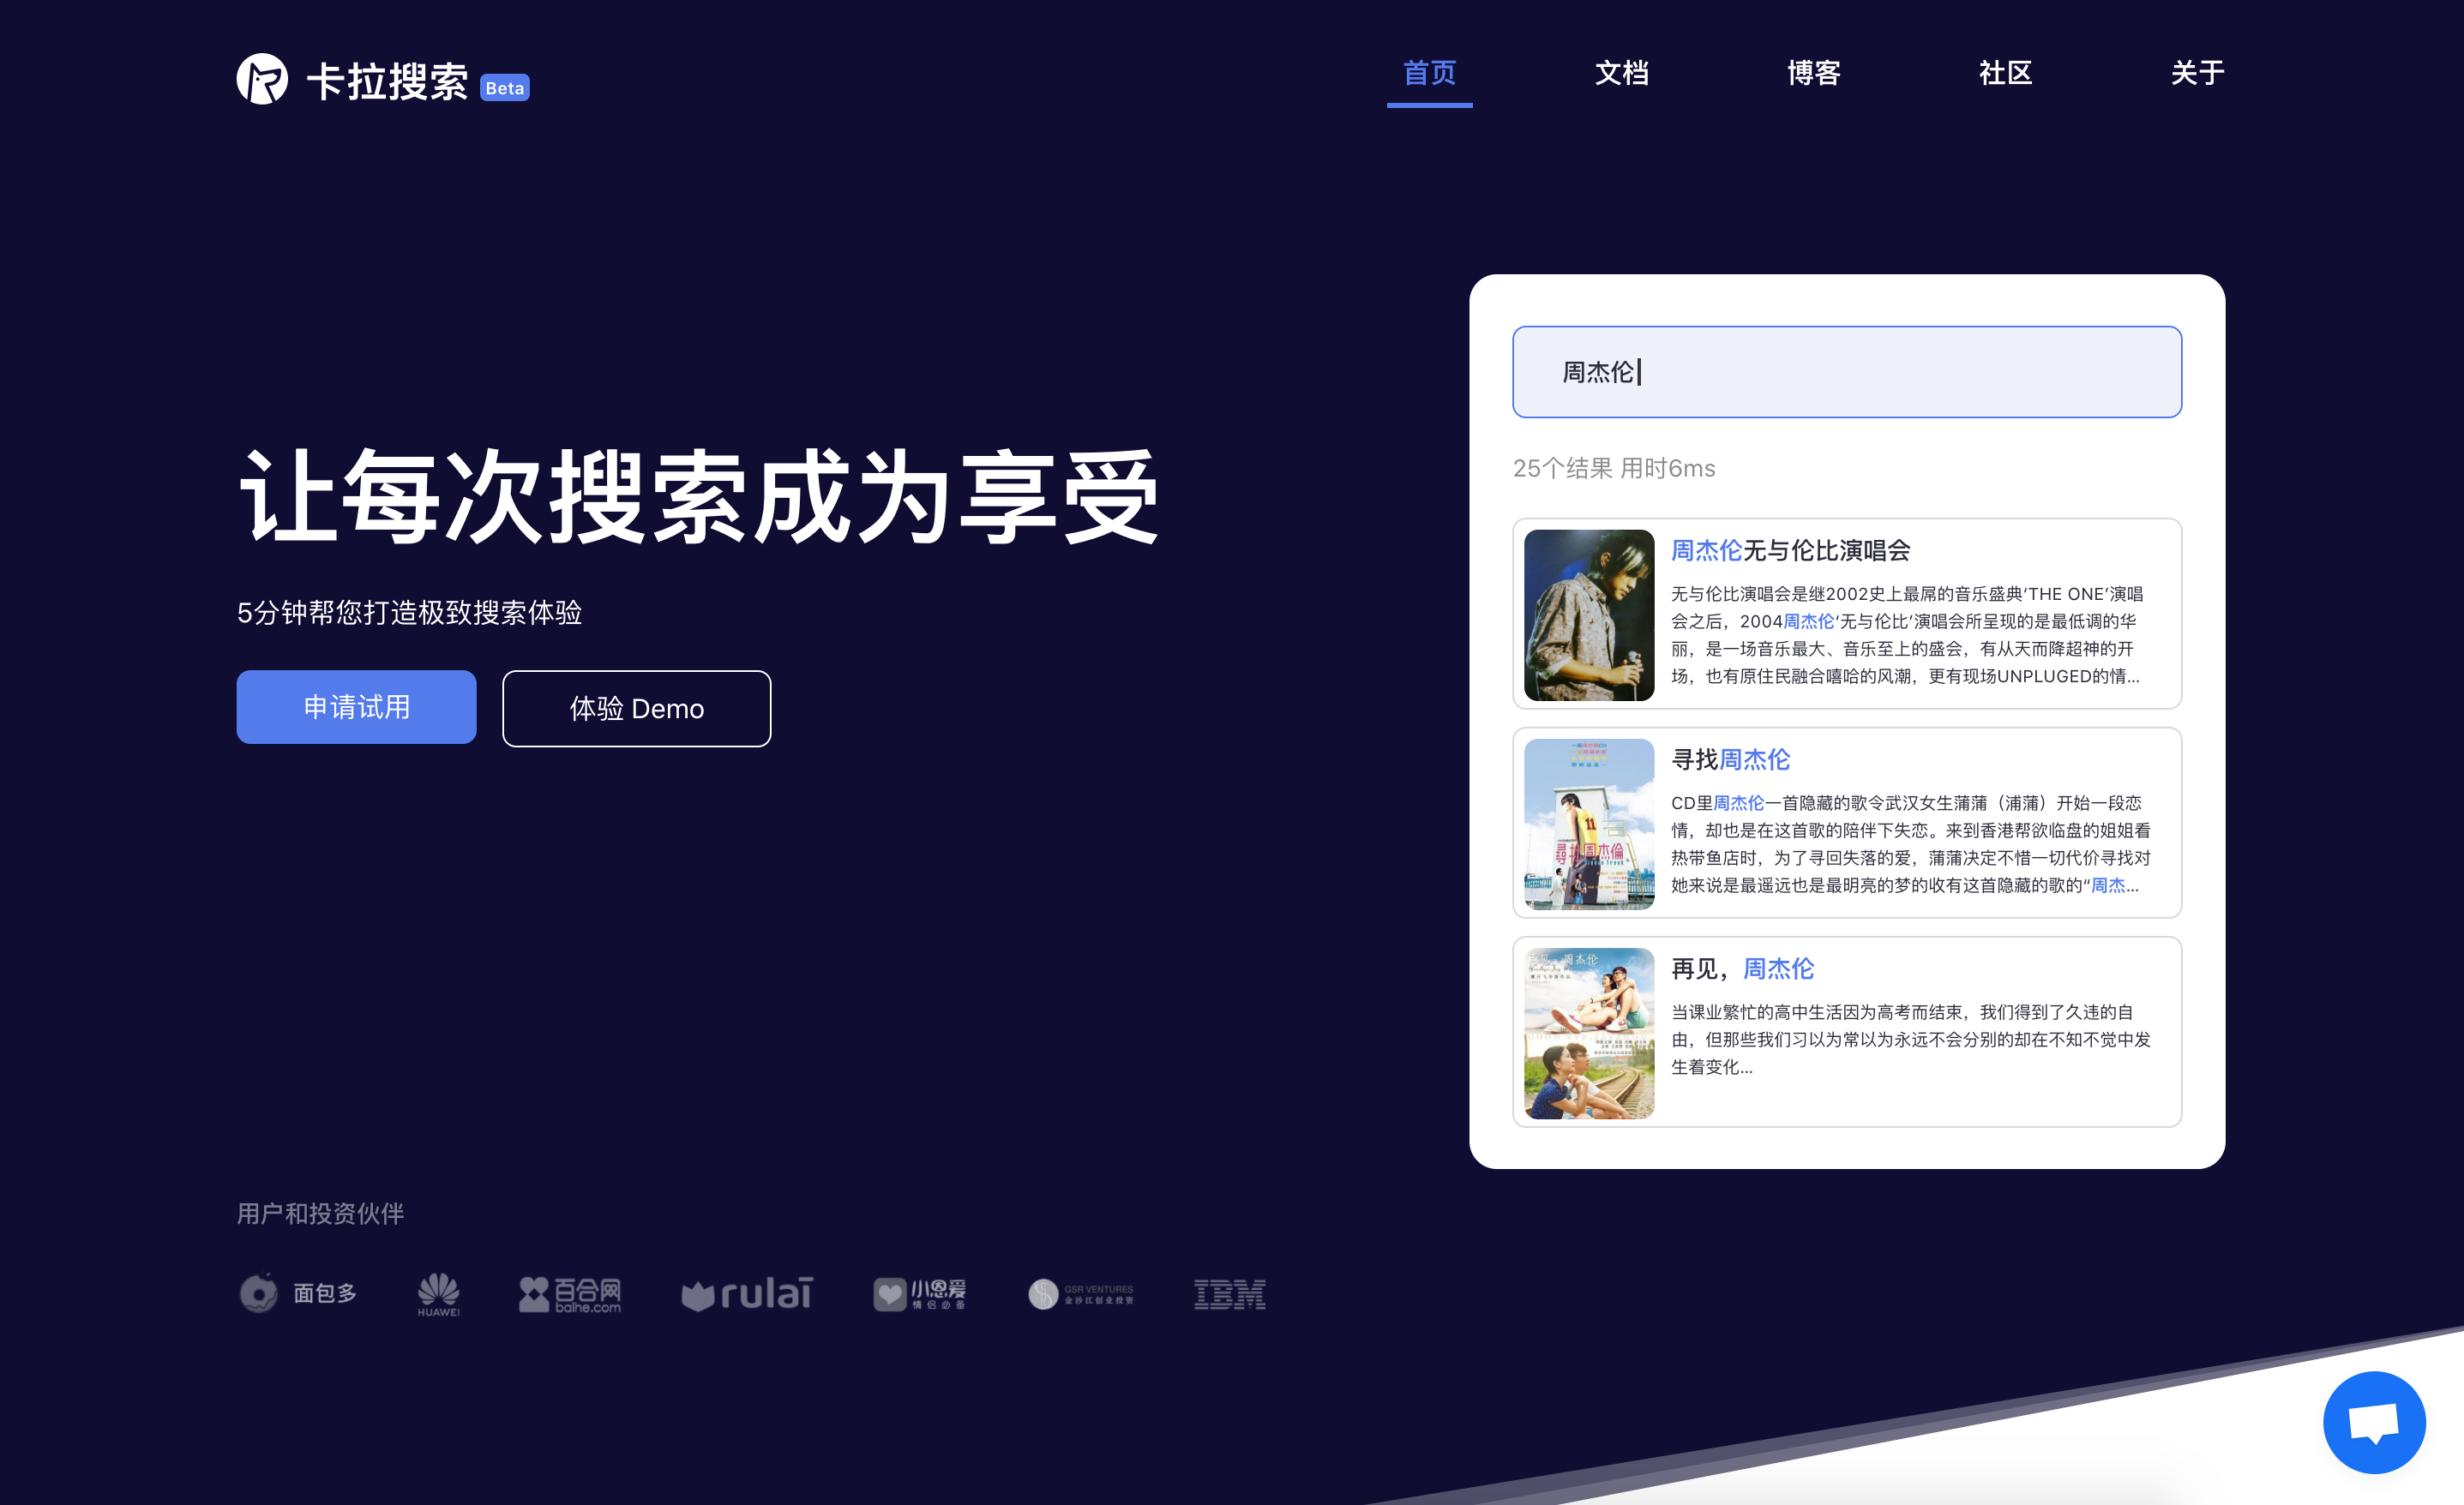 卡拉搜索 Beta
首页 文档 博客 社区 关于
让每次搜索成为享受
5分钟帮您打造极致搜索体验
申请试用 体验 Demo
周杰伦
25个结果 用时6ms
周杰伦无与伦比演唱会
无与伦比演唱会是继2002史上最屌的音乐盛典‘THE ONE’演唱
会之后，2004周杰伦‘无与伦比’演唱会所呈现的是最低调的华
丽，是一场音乐最大、音乐至上的盛会，有从天而降超神的开
场，也有原住民融合嘻哈的风潮，更有现场UNPLUGED的情...
尋找周杰倫
寻找周杰伦
CD里周杰伦一首隐藏的歌令武汉女生蒲蒲（浦蒲）开始一段恋
情，却也是在这首歌的陪伴下失恋。来到香港帮欲临盘的姐姐看
热带鱼店时，为了寻回失落的爱，蒲蒲决定不惜一切代价寻找对
她来说是最遥远也是最明亮的梦的收有这首隐藏的歌的“周杰...
再见，周杰伦
当课业繁忙的高中生活因为高考而结束，我们得到了久违的自
由，但那些我们习以为常以为永远不会分别的却在不知不觉中发
生着变化...
用户和投资伙伴
面包多
HUAWEI
百合网
baihe.com
rulai
小恩爱
情侣必备
GSR VENTURES
金沙江创业投资
IBM